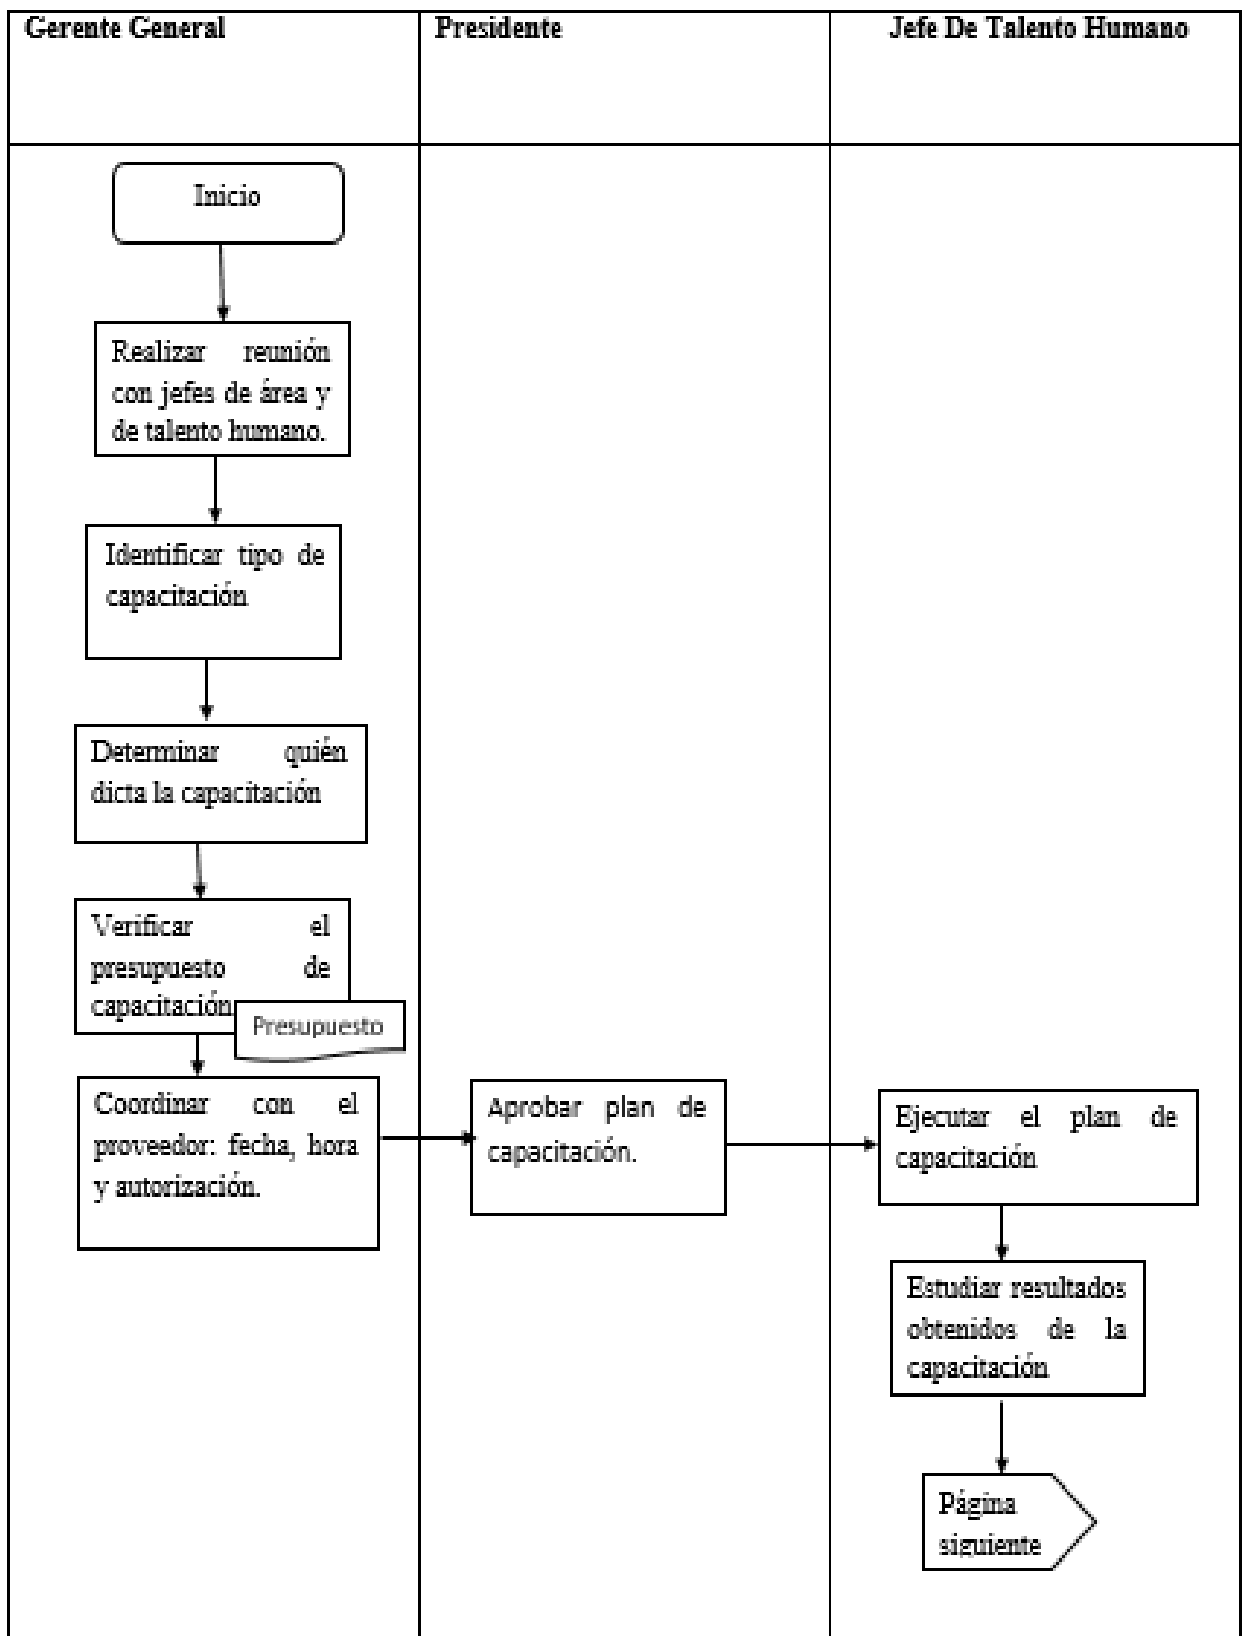 Gerente General
Presidente
Jefe De Talento Humano
Inicio
Realizar reunión
con jefes de área y
de talento humano.
Identificar tipo de
capacitación
Determinar quién
dicta la capacitación
Verificar el
presupuesto de
capacitación
Presupuesto
Coordinar con el
proveedor: fecha, hora
y autorización.
Aprobar plan de
capacitación.
Ejecutar el plan de
capacitación
Estudiar resultados
obtenidos de la
capacitación
Página
siguiente